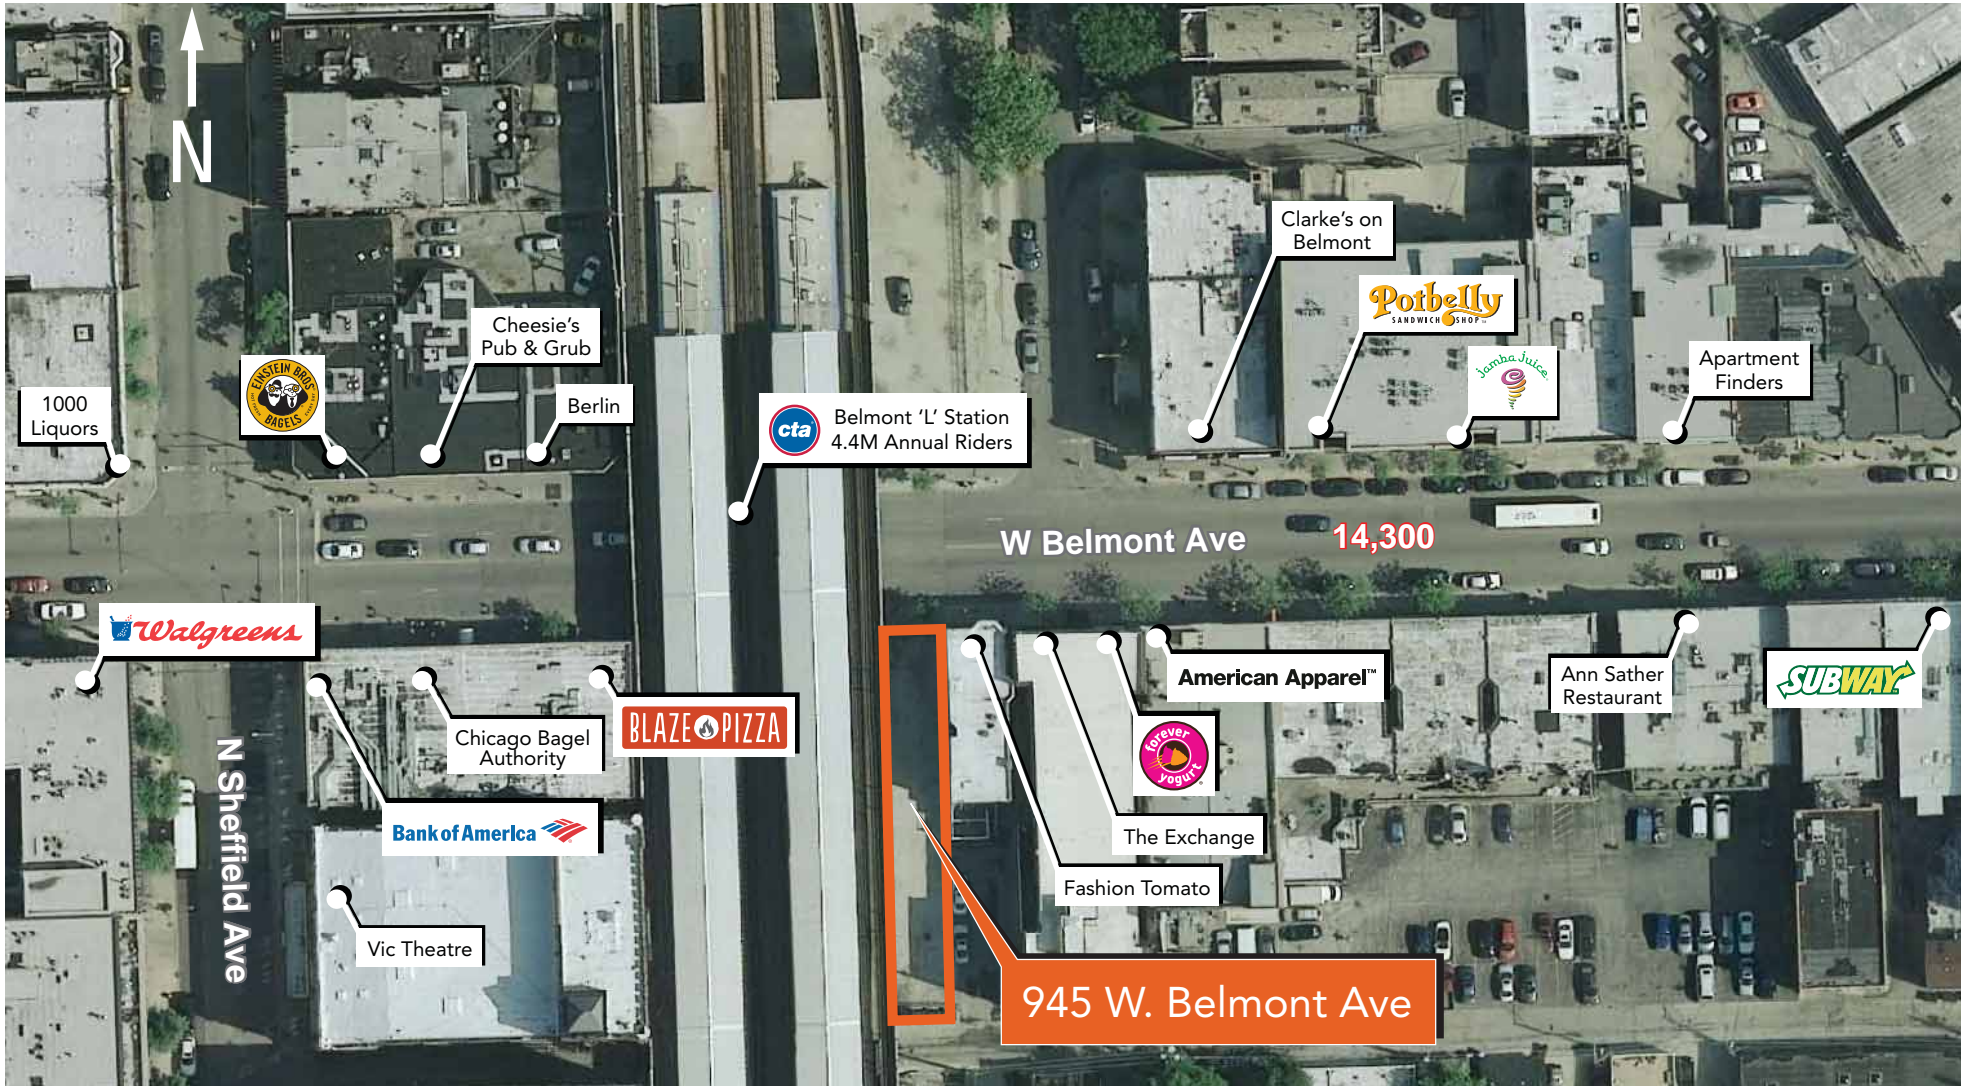 N
Clarke's on
Belmont
Potbelly
SANDWICH SHOP
Cheesie's
Pub & Grub
jamba juice
Apartment
Finders
EINSTEIN BROS
BAGELS
1000
Liquors
Berlin
cta
Belmont 'L' Station
4.4M Annual Riders
W Belmont Ave
14,300
Walgreens
Chicago Bagel
Authority
BLAZE PIZZA
American Apparel™
Ann Sather
Restaurant
SUBWAY
forever
yogurt
N Sheffield Ave
Bank of America
The Exchange
Fashion Tomato
Vic Theatre
945 W. Belmont Ave